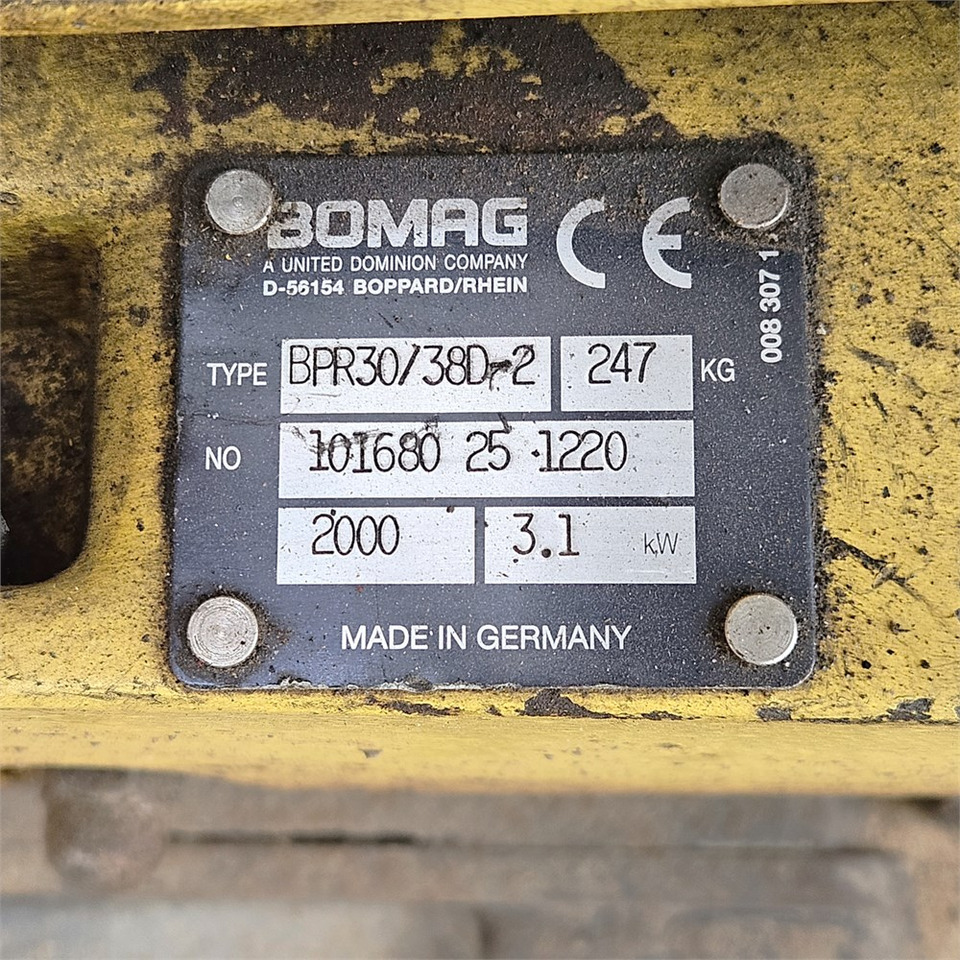 BOMAG
A UNITED DOMINION COMPANY
D-56154 BOPPARD/RHEIN
CE
TYPE BPR30/38D-2 247 KG
NO 101680 25 1220
2000 3.1 kW
MADE IN GERMANY
008 307 1